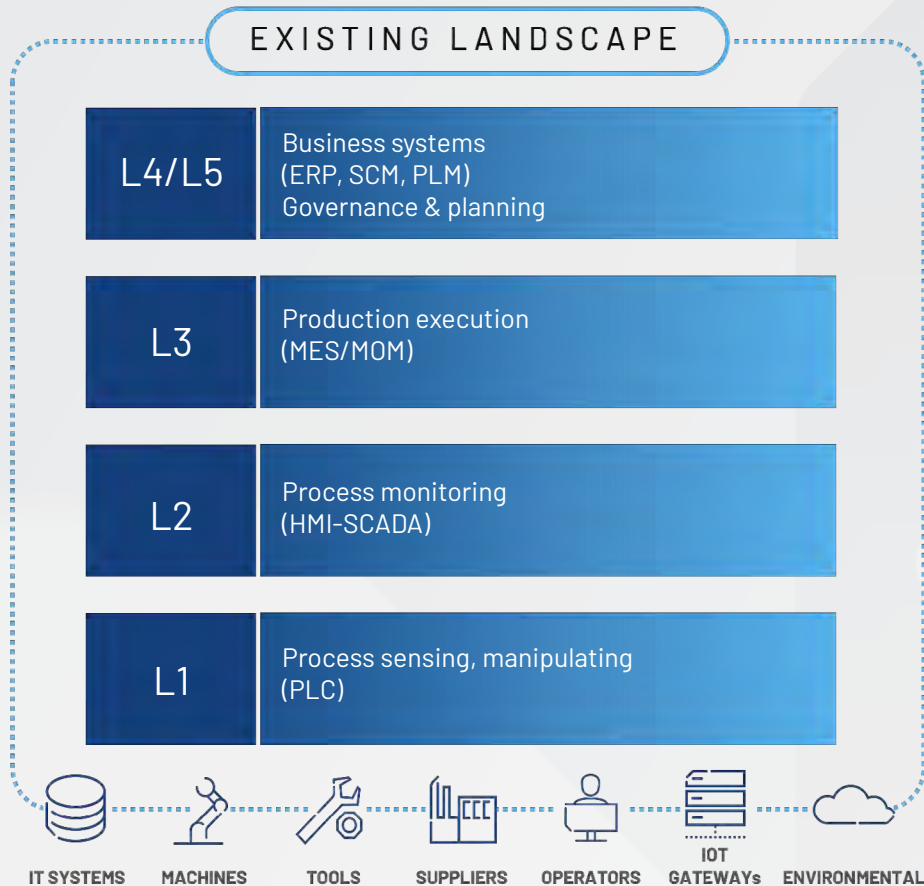 EXISTING LANDSCAPE
L4/L5
Business systems
(ERP, SCM, PLM)
Governance & planning
L3
Production execution
(MES/MOM)
L2
Process monitoring
(HMI-SCADA)
L1
Process sensing, manipulating
(PLC)
IT SYSTEMS
MACHINES
TOOLS
SUPPLIERS
OPERATORS
IOT
GATEWAYs
ENVIRONMENTAL